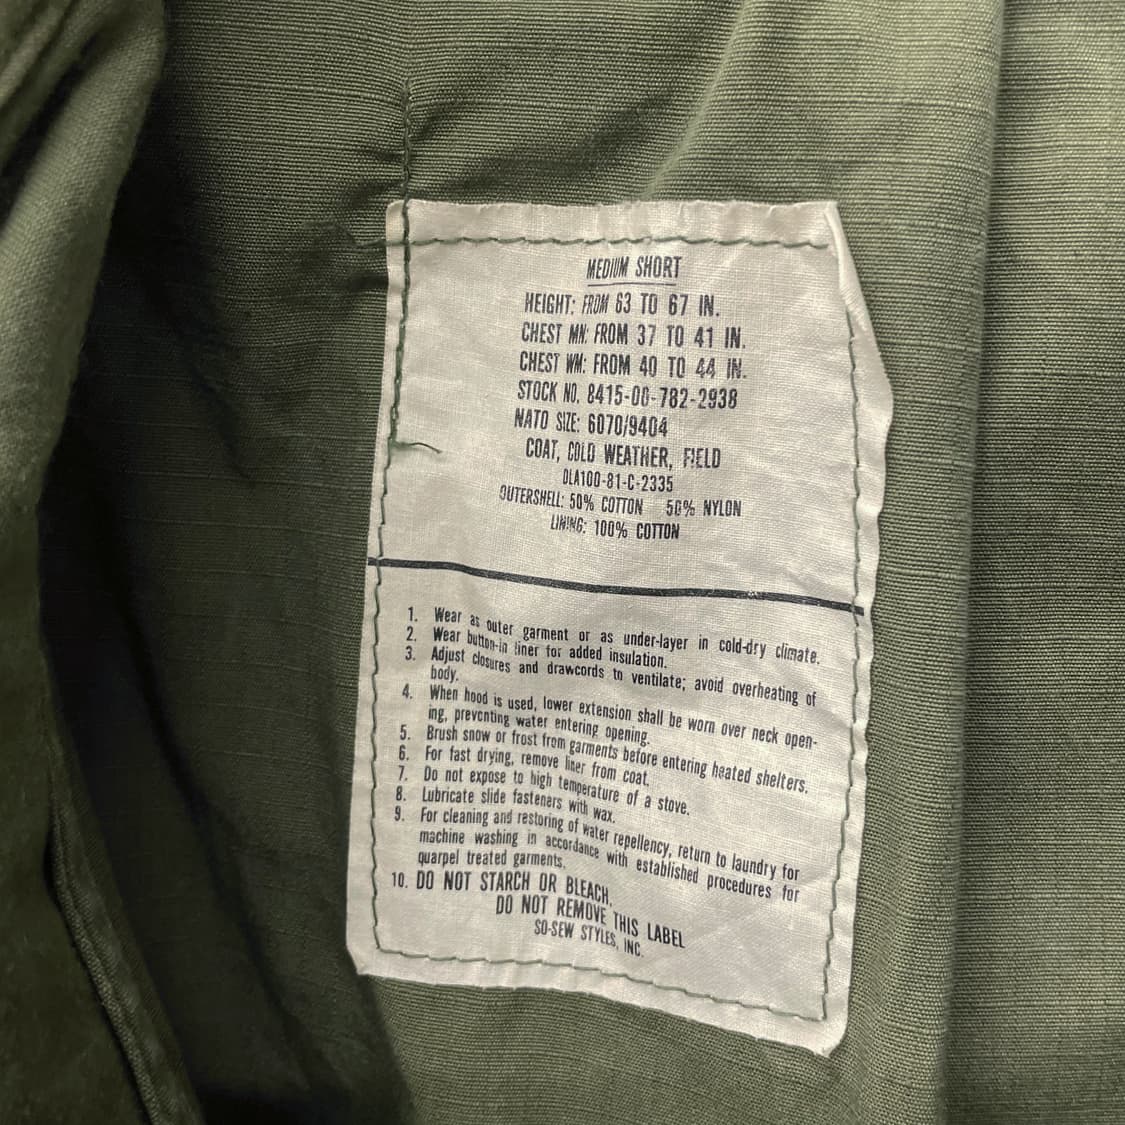 MEDIUM SHORT
HEIGHT: FROM 63 TO 67 IN.
CHEST MN: FROM 37 TO 41 IN.
CHEST WM: FROM 40 TO 44 IN.
STOCK NO. 8415-00-782-2938
NATO SIZE: 6070/9404
COAT, COLD WEATHER, FIELD
DLA100-81-C-2335
OUTERSHELL: 50% COTTON 50% NYLON
LINING: 100% COTTON
1. Wear as outer garment or as under-layer in cold-dry climate.
2. Wear button-in liner for added insulation.
3. Adjust closures and drawcords to ventilate; avoid overheating of
body.
4. When hood is used, lower extension shall be worn over neck open-
ing, preventing water entering opening.
5. Brush snow or frost from garments before entering heated shelters.
6. For fast drying, remove liner from coat.
7. Do not expose to high temperature of a stove.
8. Lubricate slide fasteners with wax.
9. For cleaning and restoring of water repellency, return to laundry for
machine washing in accordance with established procedures for
quarpel treated garments.
10. DO NOT STARCH OR BLEACH.
DO NOT REMOVE THIS LABEL
SO-SEW STYLES, INC.